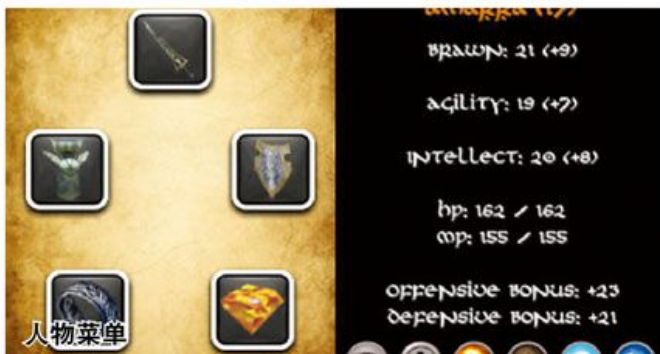 BRAWN: 21 (+9)
AGILITY: 19 (+7)
INTELLECT: 20 (+8)
HP: 162 / 162
MP: 155 / 155
OFFENSIVE BONUS: +23
DEFENSIVE BONUS: +21
人物菜单